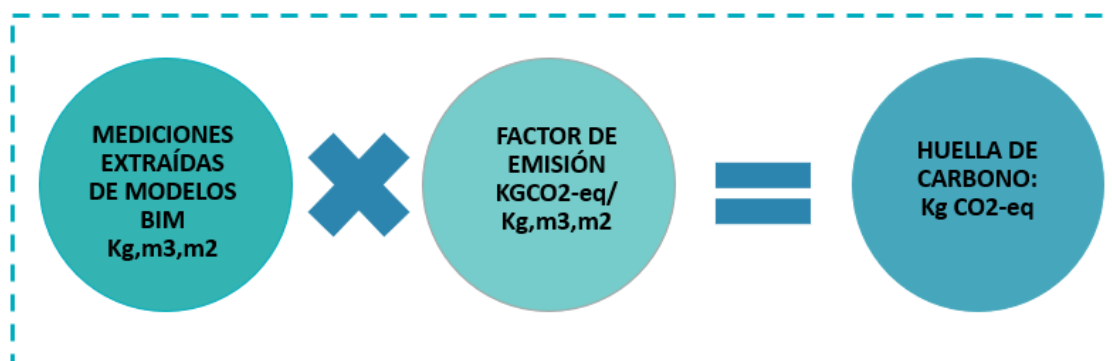 MEDICIONES
EXTRAÍDAS
DE MODELOS
BIM
Kg,m3,m2
FACTOR DE
EMISIÓN
KGCO2-eq/
Kg,m3,m2
HUELLA DE
CARBONO:
Kg CO2-eq